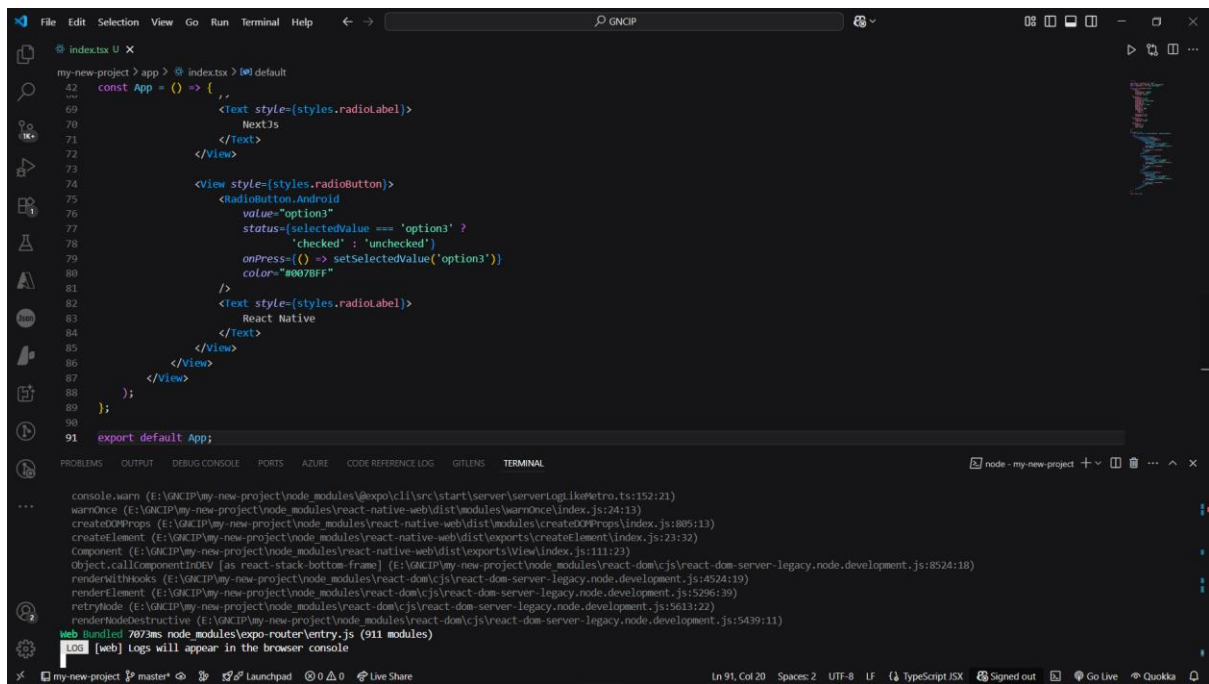 File Edit Selection View Go Run Terminal Help ← → GNCIP
index.tsx U ×
my-new-project > app > index.tsx > default
42 const App = () => {
68 />
69 <Text style={styles.radioLabel}>
70 NextJs
71 </Text>
72 </View>
73
74 <View style={styles.radioButton}>
75 <RadioButton.Android
76 value="option3"
77 status={selectedValue === 'option3' ?
78 'checked' : 'unchecked'}
79 onPress={() => setSelectedValue('option3')}
80 color="#007BFF"
81 />
82 <Text style={styles.radioLabel}>
83 React Native
84 </Text>
85 </View>
86 </View>
87 </View>
88 );
89 };
90
91 export default App;
1K+
1
Json
2
PROBLEMS OUTPUT DEBUG CONSOLE PORTS AZURE CODE REFERENCE LOG GITLENS TERMINAL node - my-new-project
console.warn (E:\GNCIP\my-new-project\node_modules\@expo\cli\src\start\server\serverLogLikeMetro.ts:152:21)
warnOnce (E:\GNCIP\my-new-project\node_modules\react-native-web\dist\modules\warnOnce\index.js:24:13)
createDOMProps (E:\GNCIP\my-new-project\node_modules\react-native-web\dist\modules\createDOMProps\index.js:805:13)
createElement (E:\GNCIP\my-new-project\node_modules\react-native-web\dist\exports\createElement\index.js:23:32)
Component (E:\GNCIP\my-new-project\node_modules\react-native-web\dist\exports\View\index.js:111:23)
Object.callComponentInDEV [as react-stack-bottom-frame] (E:\GNCIP\my-new-project\node_modules\react-dom\cjs\react-dom-server-legacy.node.development.js:8524:18)
renderWithHooks (E:\GNCIP\my-new-project\node_modules\react-dom\cjs\react-dom-server-legacy.node.development.js:4524:19)
renderElement (E:\GNCIP\my-new-project\node_modules\react-dom\cjs\react-dom-server-legacy.node.development.js:5296:39)
retryNode (E:\GNCIP\my-new-project\node_modules\react-dom\cjs\react-dom-server-legacy.node.development.js:5613:22)
renderNodeDestructive (E:\GNCIP\my-new-project\node_modules\react-dom\cjs\react-dom-server-legacy.node.development.js:5439:11)
Web Bundled 7073ms node_modules\expo-router\entry.js (911 modules)
LOG [web] Logs will appear in the browser console
my-new-project master* Launchpad 0 0 Live Share Ln 91, Col 20 Spaces: 2 UTF-8 LF TypeScript JSX Signed out Go Live Quokka